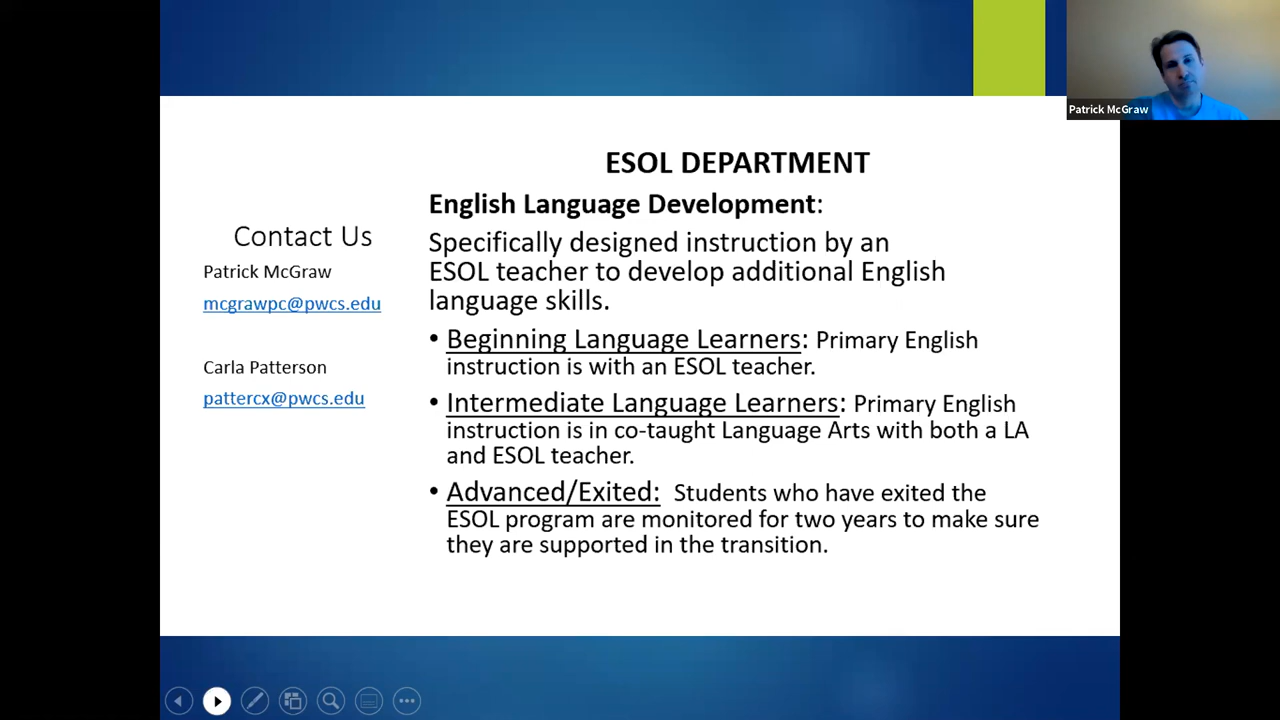 Patrick McGraw
ESOL DEPARTMENT
Contact Us
Patrick McGraw
mcgrawpc@pwcs.edu
Carla Patterson
pattercx@pwcs.edu
English Language Development:
Specifically designed instruction by an
ESOL teacher to develop additional English
language skills.
• Beginning Language Learners: Primary English
instruction is with an ESOL teacher.
• Intermediate Language Learners: Primary English
instruction is in co-taught Language Arts with both a LA
and ESOL teacher.
• Advanced/Exited: Students who have exited the
ESOL program are monitored for two years to make sure
they are supported in the transition.